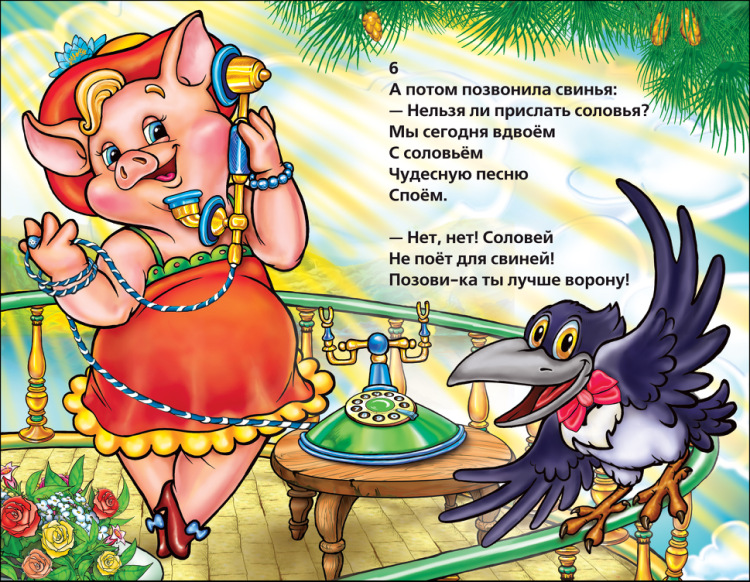 6
А потом позвонила свинья:
— Нельзя ли прислать соловья?
Мы сегодня вдвоём
С соловьём
Чудесную песню
Споём.
— Нет, нет! Соловей
Не поёт для свиней!
Позови-ка ты лучше ворону!